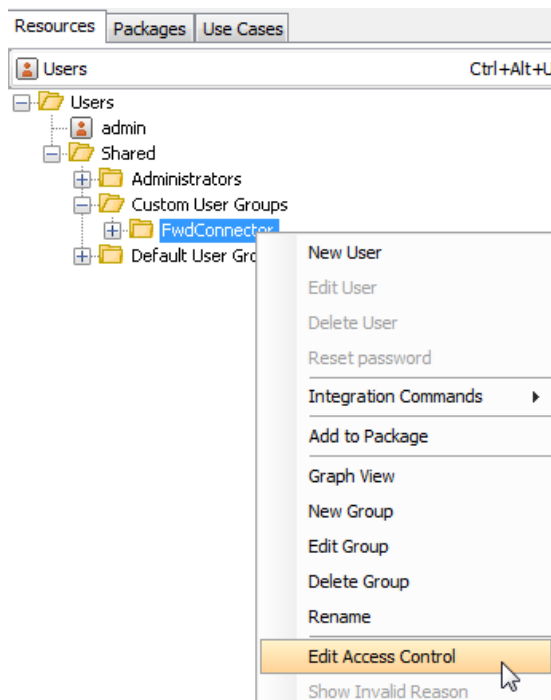 Resources Packages Use Cases
Users Ctrl+Alt+U
Users
admin
Shared
Administrators
Custom User Groups
FwdConnector
Default User Gro
New User
Edit User
Delete User
Reset password
Integration Commands
Add to Package
Graph View
New Group
Edit Group
Delete Group
Rename
Edit Access Control
Show Invalid Reason